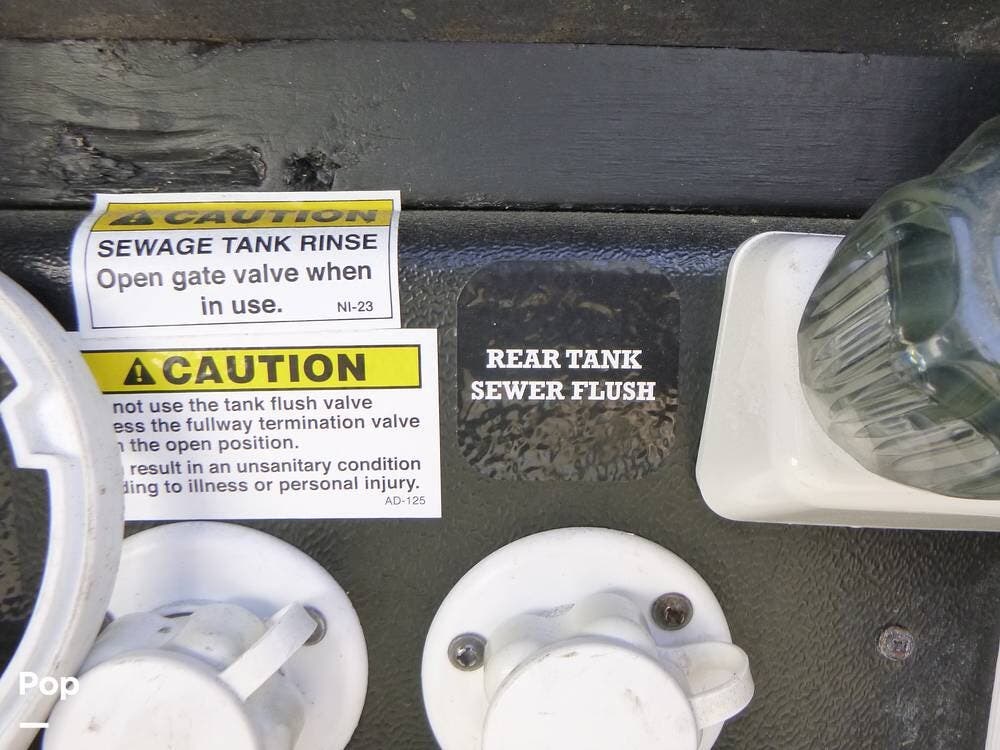 CAUTION
SEWAGE TANK RINSE
Open gate valve when
in use.
NI-23
CAUTION
not use the tank flush valve
ess the fullway termination valve
the open position.
result in an unsanitary condition
ding to illness or personal injury.
AD-125
REAR TANK
SEWER FLUSH
Pop